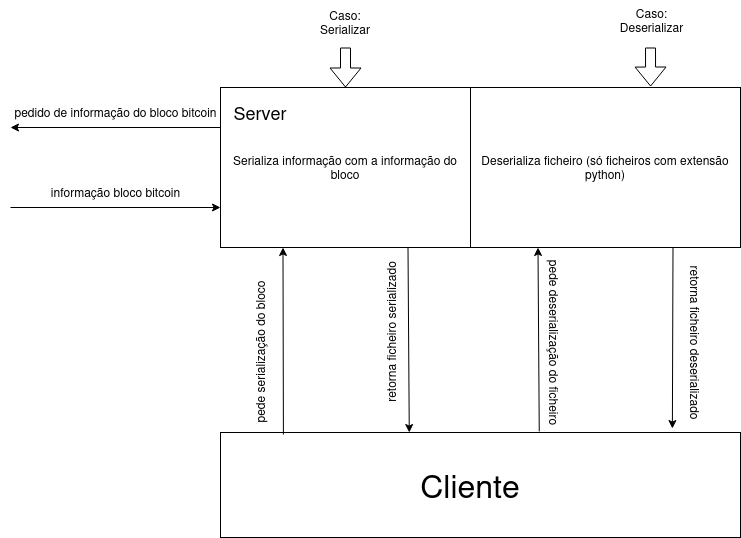 Caso:
Serializar
Caso:
Deserializar
pedido de informação do bloco bitcoin
Server
Serializa informação com a informação do
bloco
Deserializa ficheiro (só ficheiros com extensão
python)
informação bloco bitcoin
pede serialização do bloco
retorna ficheiro serializado
pede deserialização do ficheiro
retorna ficheiro deserializado
Cliente